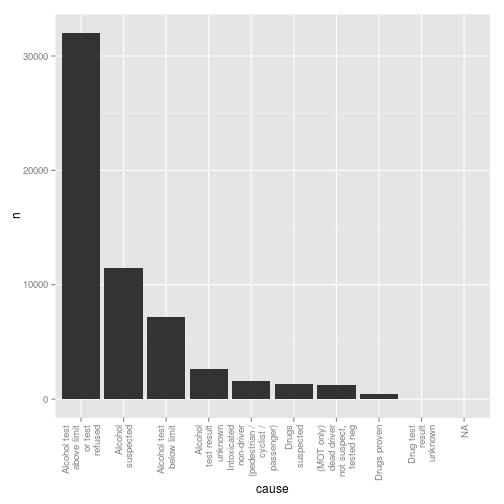 30000
20000
10000
0
n
Alcohol test
above limit
or test
refused
Alcohol
suspected
Alcohol test
below limit
Alcohol
test result
unknown
Intoxicated
non-driver
(pedestrian /
cyclist /
passenger)
Drugs
suspected
(MOT only)
dead driver
not suspect,
tested neg
Drugs proven
Drug test
result
unknown
NA
cause